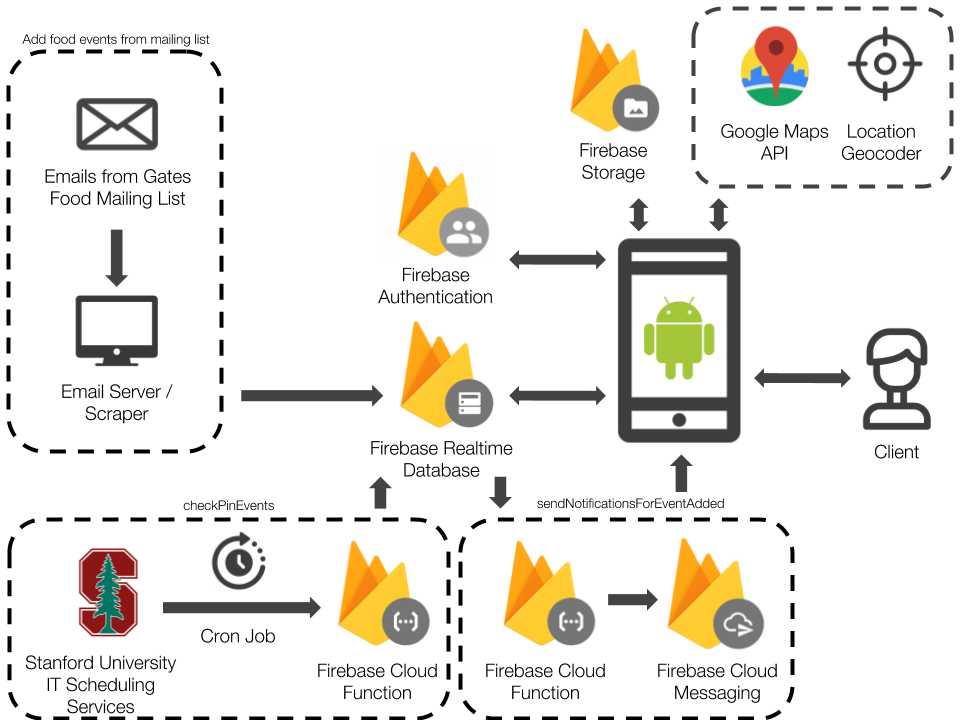 Add food events from mailing list
Emails from Gates
Food Mailing List
Email Server /
Scraper
Firebase
Storage
Google Maps
API
Location
Geocoder
Firebase
Authentication
Firebase Realtime
Database
Client
checkPinEvents
Stanford University
IT Scheduling
Services
Cron Job
Firebase Cloud
Function
sendNotificationsForEventAdded
Firebase Cloud
Function
Firebase Cloud
Messaging